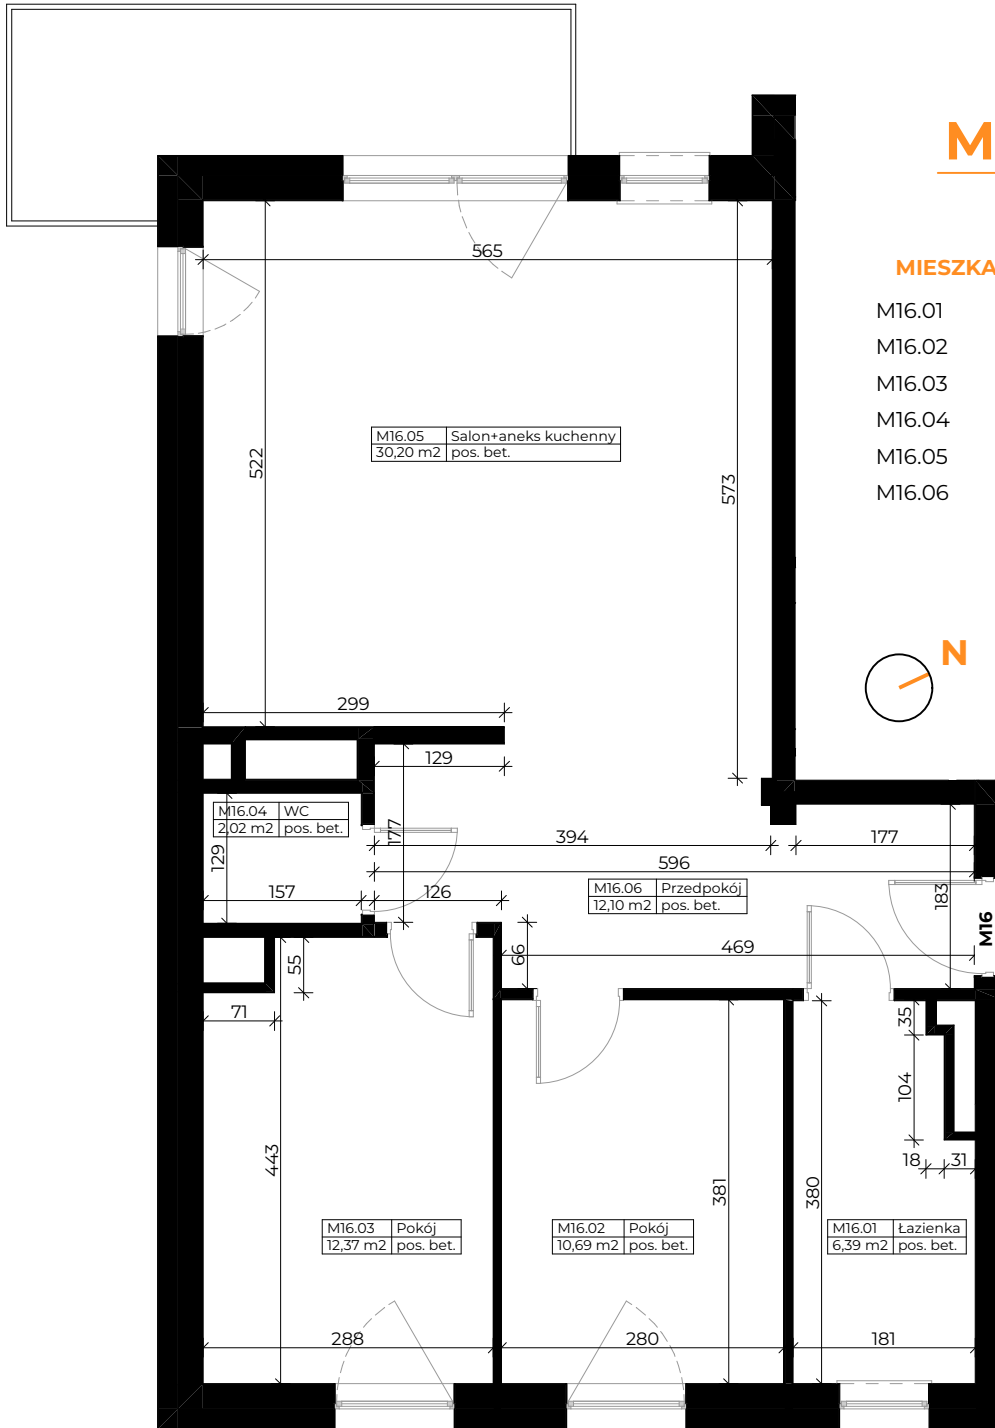 M
MIESZKA
M16.01
M16.02
M16.03
M16.04
M16.05
M16.06
N
565
522
573
M16.05 Salon+aneks kuchenny
30,20 m2 pos. bet.
299
129
M16.04 WC
2,02 m2 pos. bet.
129
177
157
126
394
177
596
183
M16.06 Przedpokój
12,10 m2 pos. bet.
M16
469
66
55
71
35
104
18
31
443
381
380
M16.03 Pokój
12,37 m2 pos. bet.
M16.02 Pokój
10,69 m2 pos. bet.
M16.01 Łazienka
6,39 m2 pos. bet.
288
280
181